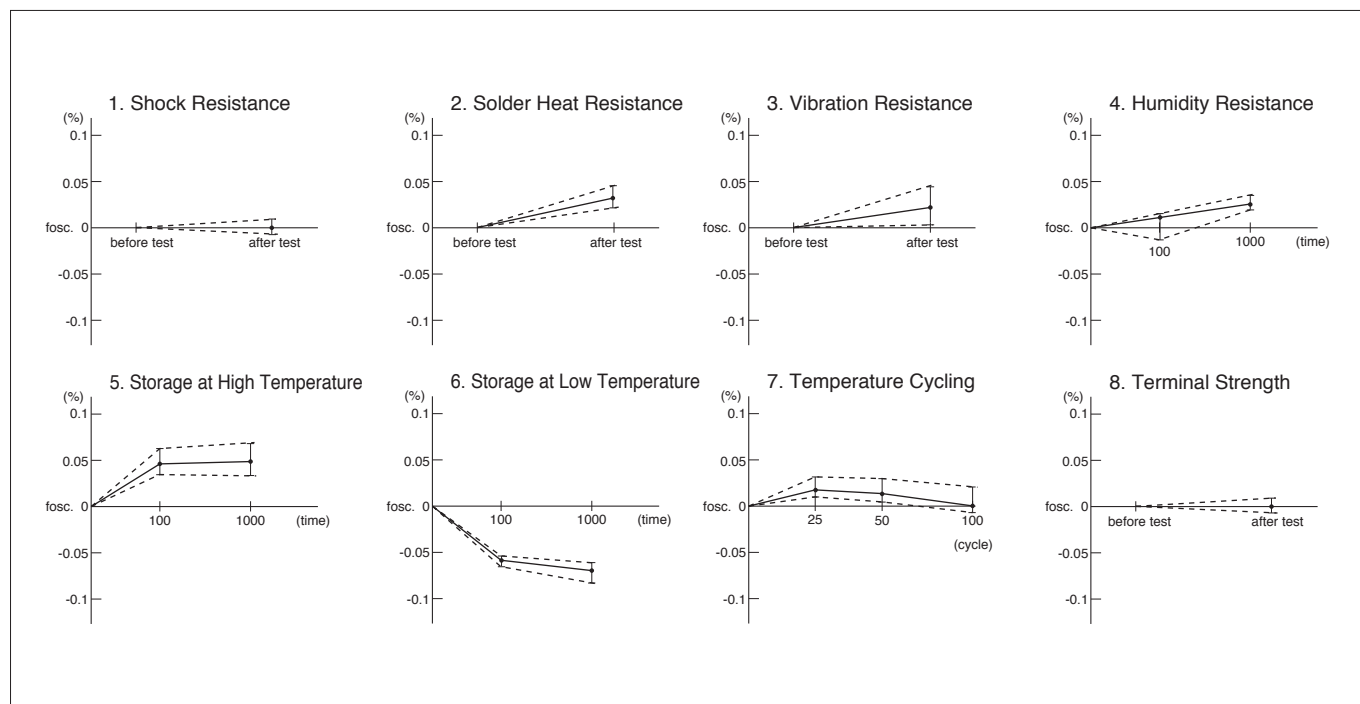 1. Shock Resistance
(%)
0.1
0.05
fosc. 0
before test after test
-0.05
-0.1
2. Solder Heat Resistance
(%)
0.1
0.05
fosc. 0
before test after test
-0.05
-0.1
3. Vibration Resistance
(%)
0.1
0.05
fosc. 0
before test after test
-0.05
-0.1
4. Humidity Resistance
(%)
0.1
0.05
fosc. 0
100 1000 (time)
-0.05
-0.1
5. Storage at High Temperature
(%)
0.1
0.05
fosc. 0
100 1000 (time)
-0.05
-0.1
6. Storage at Low Temperature
(%)
0.1
0.05
fosc. 0
100 1000 (time)
-0.05
-0.1
7. Temperature Cycling
(%)
0.1
0.05
fosc. 0
25 50 100
(cycle)
-0.05
-0.1
8. Terminal Strength
(%)
0.1
0.05
fosc. 0
before test after test
-0.05
-0.1